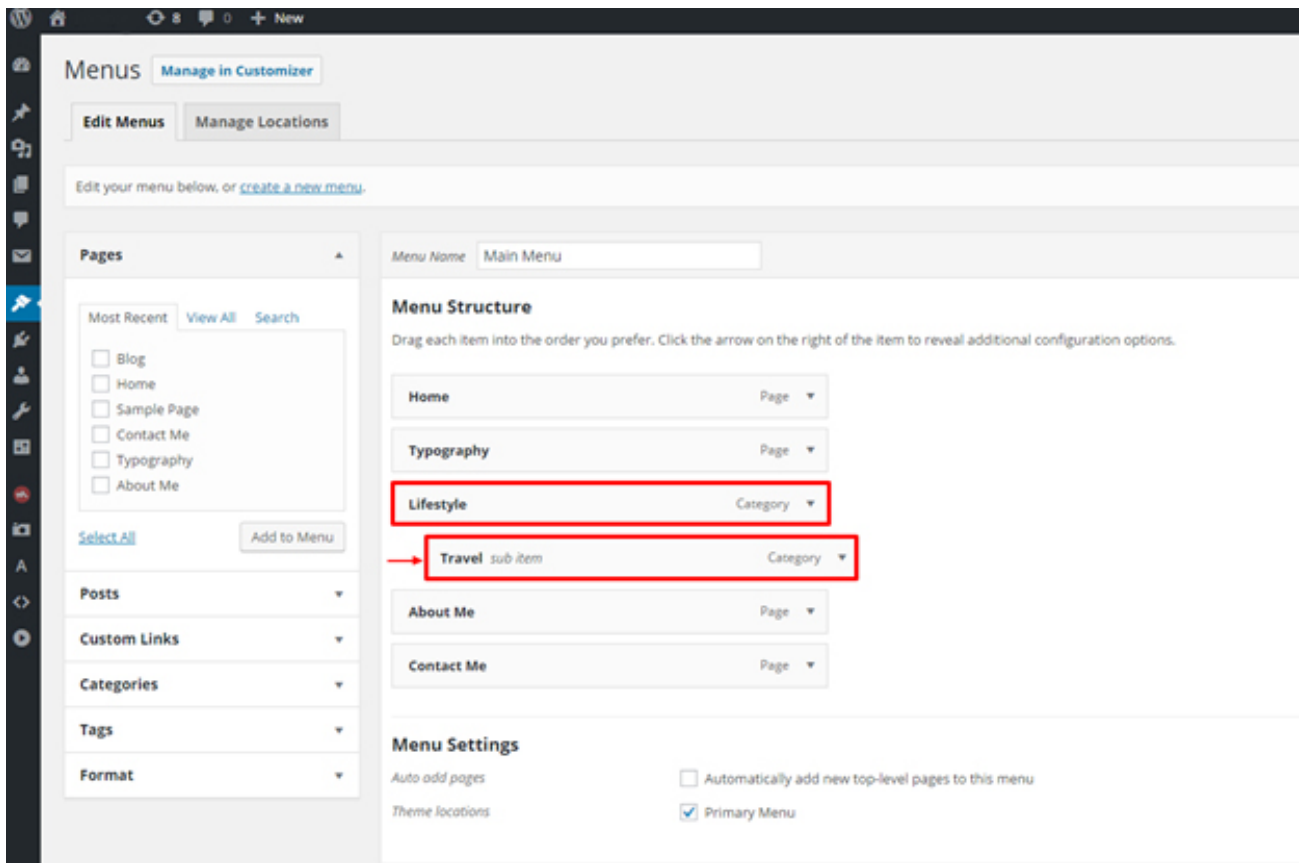 8 0 + New
Menus Manage in Customizer
Edit Menus Manage Locations
Edit your menu below, or create a new menu.
Pages
Most Recent View All Search
Blog
Home
Sample Page
Contact Me
Typography
About Me
Select All Add to Menu
Posts
Custom Links
Categories
Tags
Format
Menu Name Main Menu
Menu Structure
Drag each item into the order you prefer. Click the arrow on the right of the item to reveal additional configuration options.
Home Page
Typography Page
Lifestyle Category
Travel sub item Category
About Me Page
Contact Me Page
Menu Settings
Auto add pages Automatically add new top-level pages to this menu
Theme locations Primary Menu